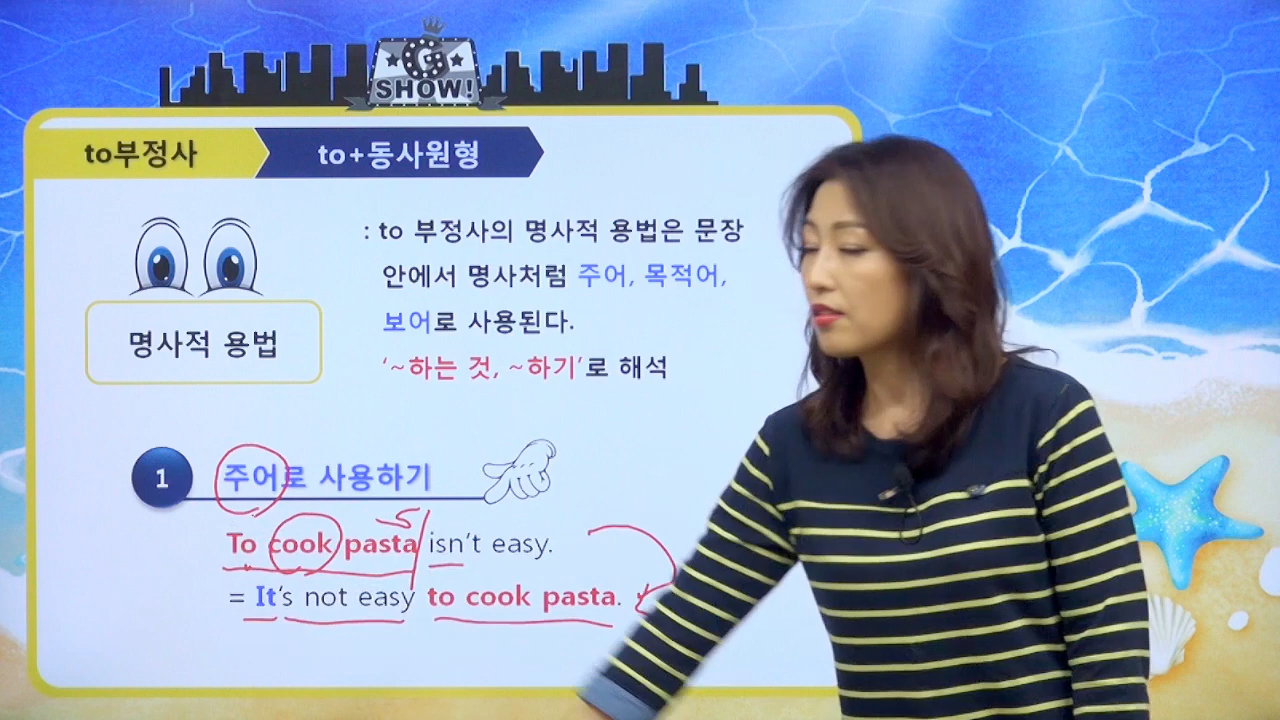 G
SHOW!
to부정사
to+동사원형
: to 부정사의 명사적 용법은 문장
안에서 명사처럼 주어, 목적어,
보어로 사용된다.
‘~하는 것, ~하기’로 해석
명사적 용법
1
주어로 사용하기
To cook pasta isn’t easy.
= It‘s not easy to cook pasta.